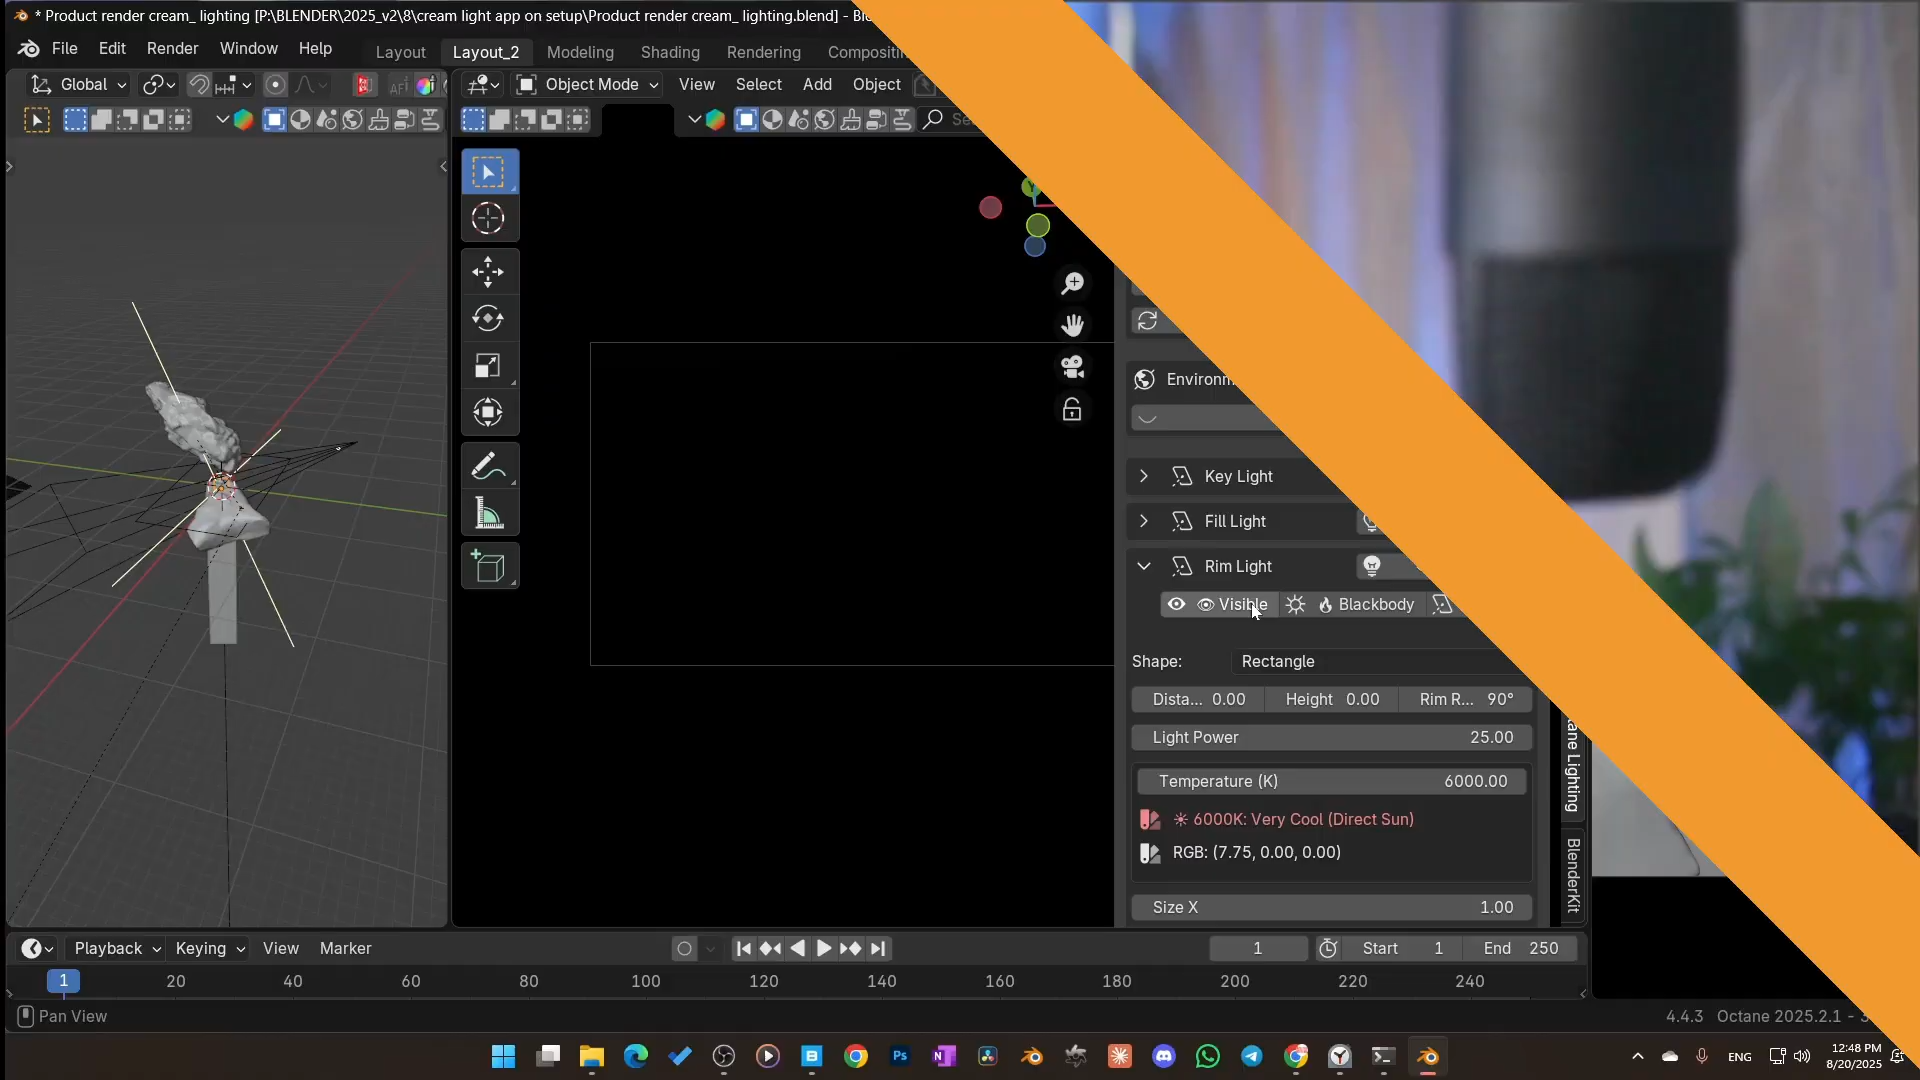 * Product render cream_ lighting [P:\BLENDER\2025_v2\8\cream light app on setup\Product render cream_ lighting.blend] -
File Edit Render Window Help
Layout Layout_2 Modeling Shading Rendering
Global
Object Mode View Select Add Object
Y
Key Light
Fill Light
Rim Light
Visible Blackbody
Shape: Rectangle
Dista... 0.00 Height 0.00 Rim R... 90°
Light Power 25.00
Temperature (K) 6000.00
6000K: Very Cool (Direct Sun)
RGB: (7.75, 0.00, 0.00)
Size X 1.00
Lighting
BlenderKit
Playback Keying View Marker
1 Start 1 End 250
1 20 40 60 80 100 120 140 160 180 200 220 240
Pan View
4.4.3 Octane 2025.2.1 -
ENG
12:48 PM
8/20/2025